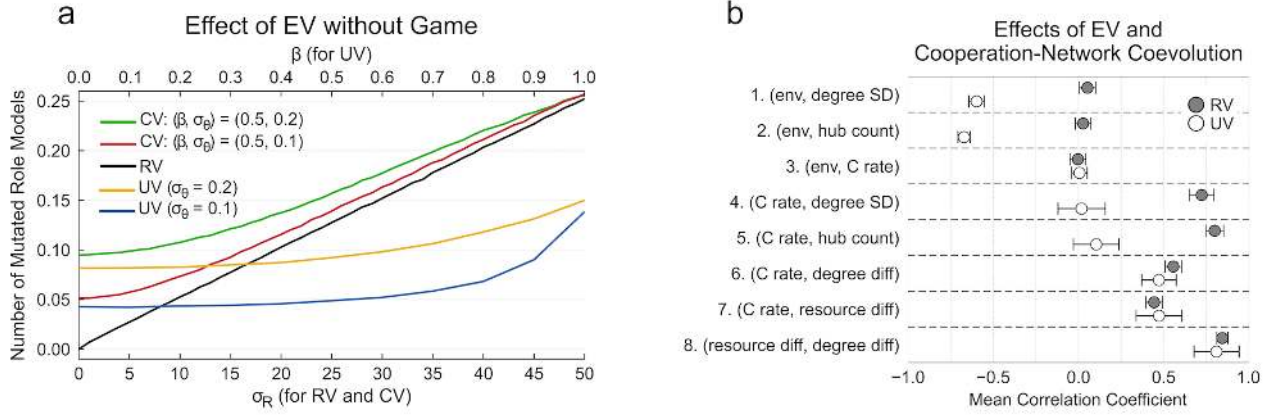 a
Effect of EV without Game
β (for UV)
0.0 0.1 0.2 0.3 0.4 0.5 0.6 0.7 0.8 0.9 1.0
Number of Mutated Role Models
0.25
0.20
0.15
0.10
0.05
0.00
CV: (β, σθ) = (0.5, 0.2)
CV: (β, σθ) = (0.5, 0.1)
RV
UV (σθ = 0.2)
UV (σθ = 0.1)
0 5 10 15 20 25 30 35 40 45 50
σR (for RV and CV)
b
Effects of EV and
Cooperation-Network Coevolution
1. (env, degree SD)
2. (env, hub count)
3. (env, C rate)
4. (C rate, degree SD)
5. (C rate, hub count)
6. (C rate, degree diff)
7. (C rate, resource diff)
8. (resource diff, degree diff)
RV
UV
−1.0 −0.5 0.0 0.5 1.0
Mean Correlation Coefficient